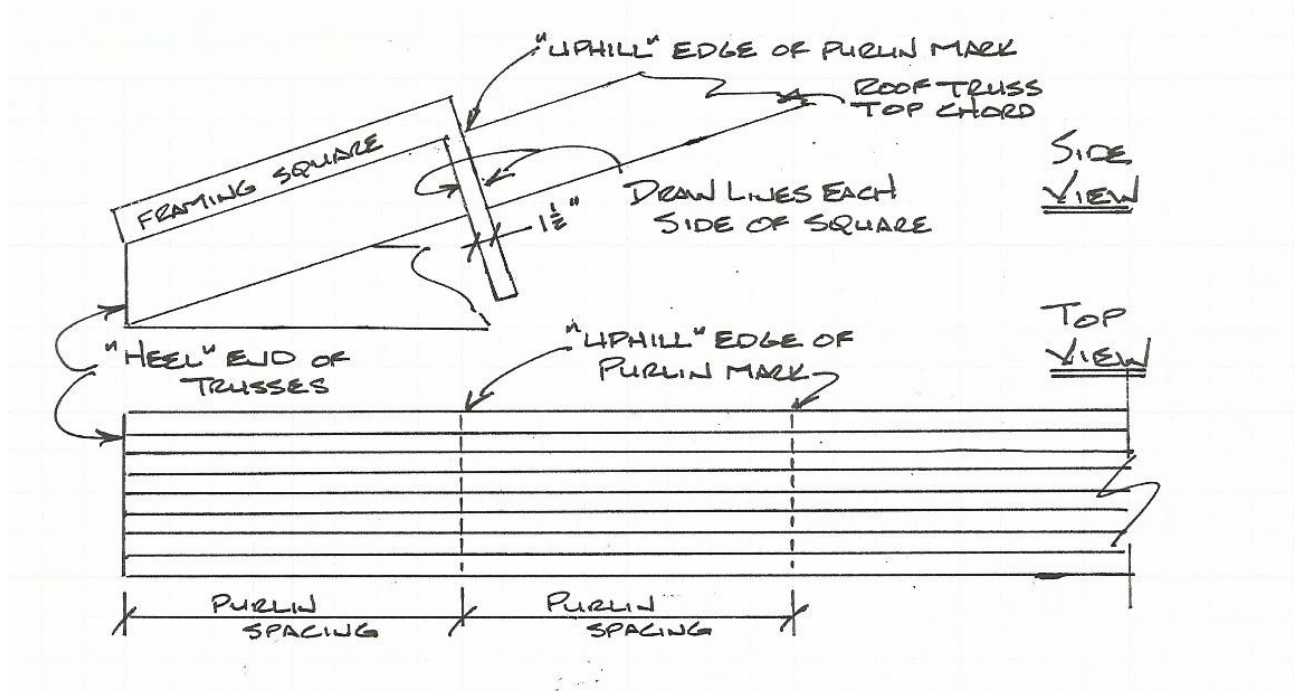 "UPHILL" EDGE OF PURLIN MARK
ROOF TRUSS
TOP CHORD
SIDE
VIEW
FRAMING SQUARE
DRAW LINES EACH
SIDE OF SQUARE
1½"
TOP
VIEW
"HEEL" END OF
TRUSSES
"UPHILL" EDGE OF
PURLIN MARK
PURLIN
SPACING
PURLIN
SPACING